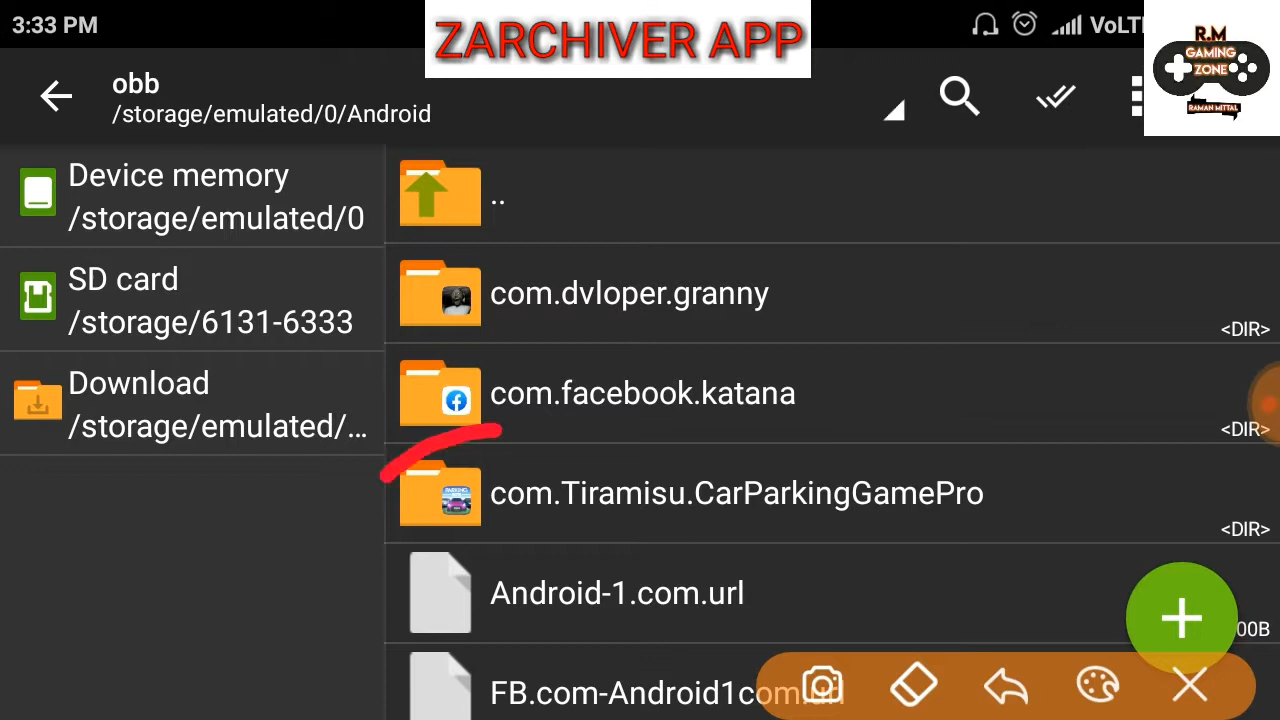 3:33 PM
ZARCHIVER APP
VoLT
R.M
GAMING
ZONE
RAMAN MITTAL
obb
/storage/emulated/0/Android
Device memory
/storage/emulated/0
SD card
/storage/6131-6333
Download
/storage/emulated/...
..
com.dvloper.granny
<DIR>
com.facebook.katana
<DIR>
com.Tiramisu.CarParkingGamePro
<DIR>
Android-1.com.url
00B
FB.com-Android1com.url